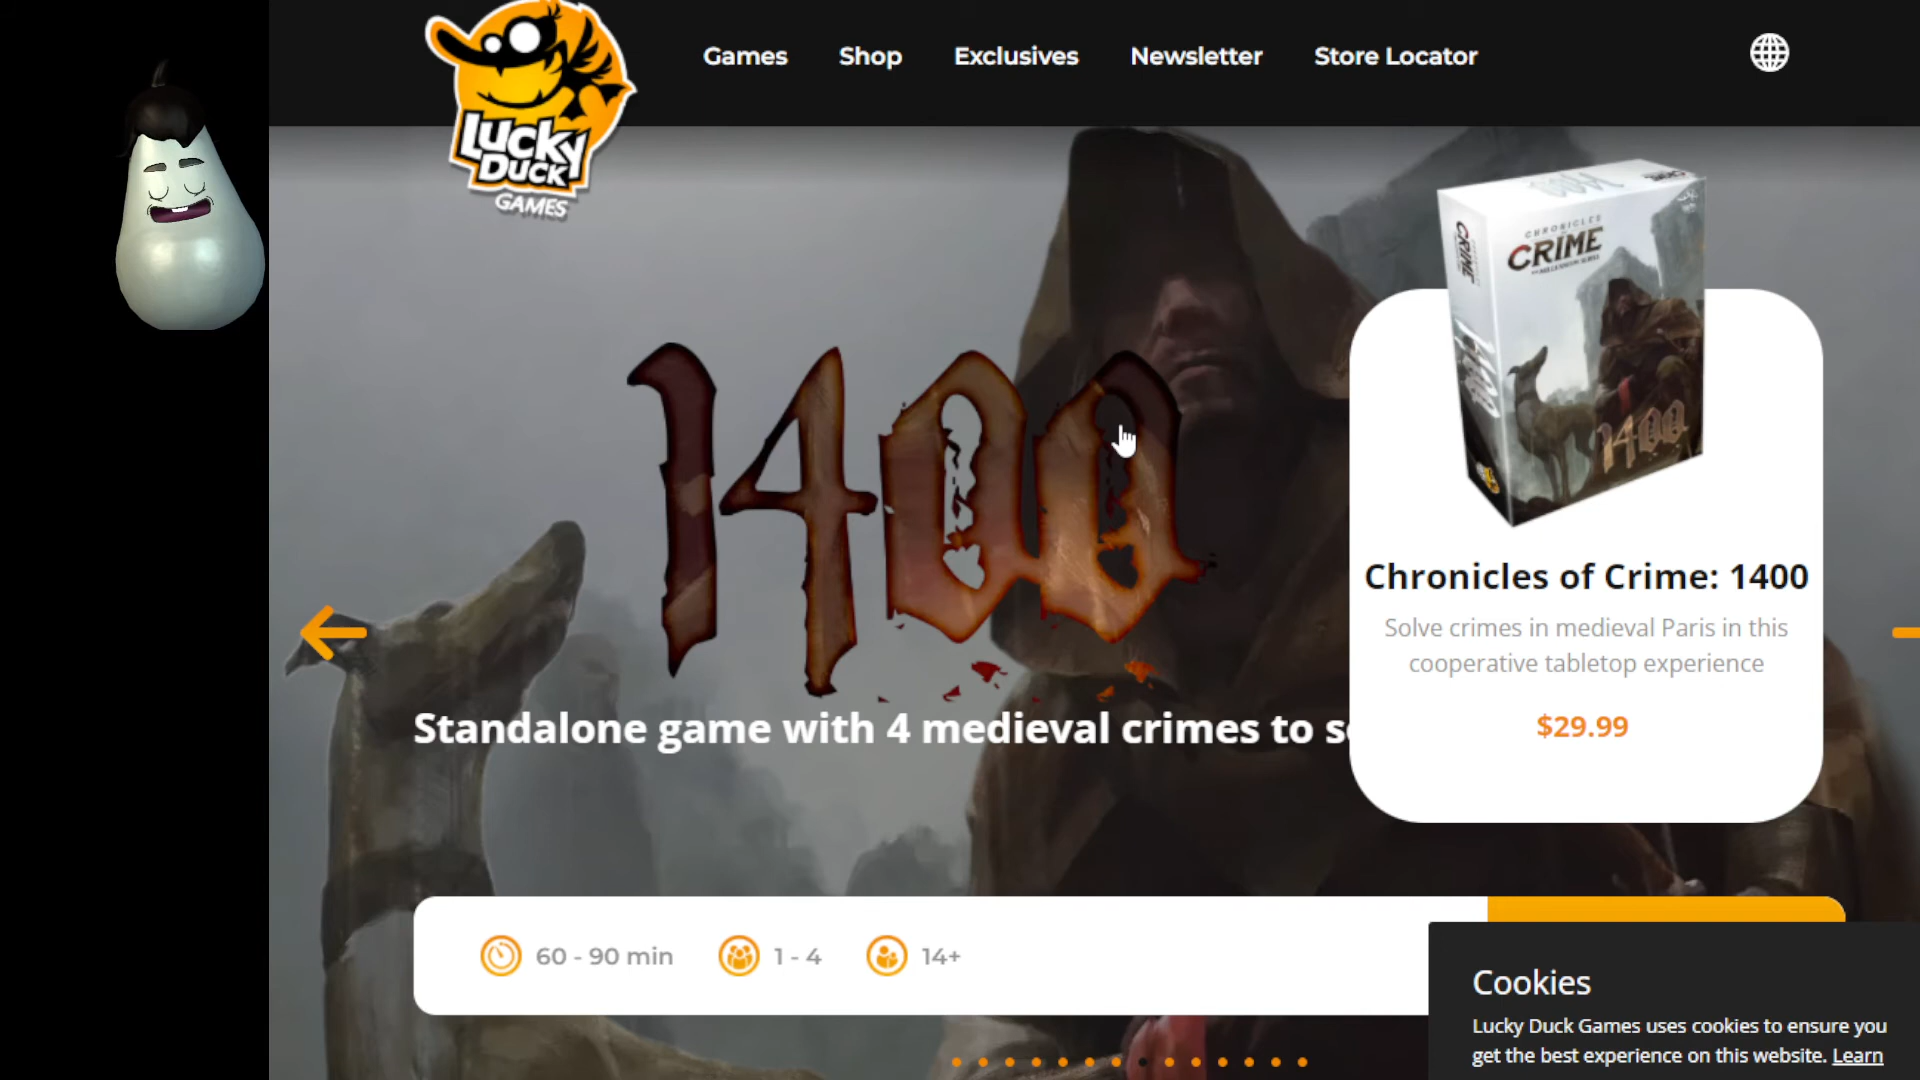 Games
Shop
Exclusives
Newsletter
Store Locator
LUCKY
DUCK
GAMES
CHRONICLES
CRIME
1400
1400
Chronicles of Crime: 1400
Solve crimes in medieval Paris in this
cooperative tabletop experience
$29.99
Standalone game with 4 medieval crimes to
60 - 90 min
1 - 4
14+
Cookies
Lucky Duck Games uses cookies to ensure you
get the best experience on this website. Learn